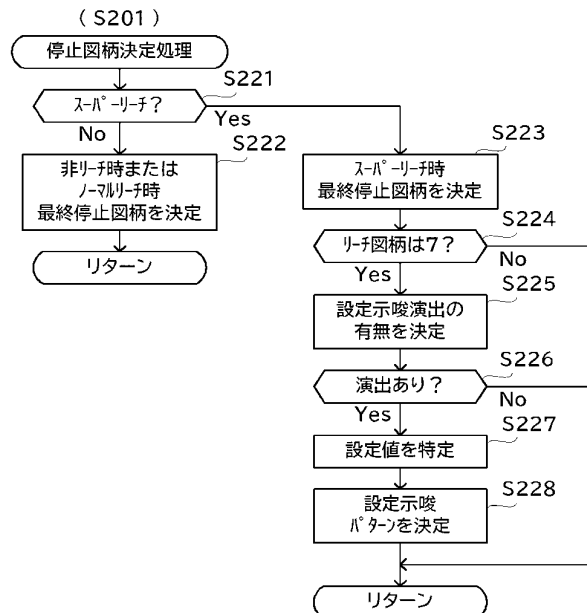 (S201)
停止図柄決定処理
S221
スーパーリーチ?
Yes
No
S222
非リーチ時または
ノーマルリーチ時
最終停止図柄を決定
リターン
S223
スーパーリーチ時
最終停止図柄を決定
S224
リーチ図柄は7?
No
Yes
S225
設定示唆演出の
有無を決定
S226
演出あり?
No
Yes
S227
設定値を特定
S228
設定示唆
パターンを決定
リターン